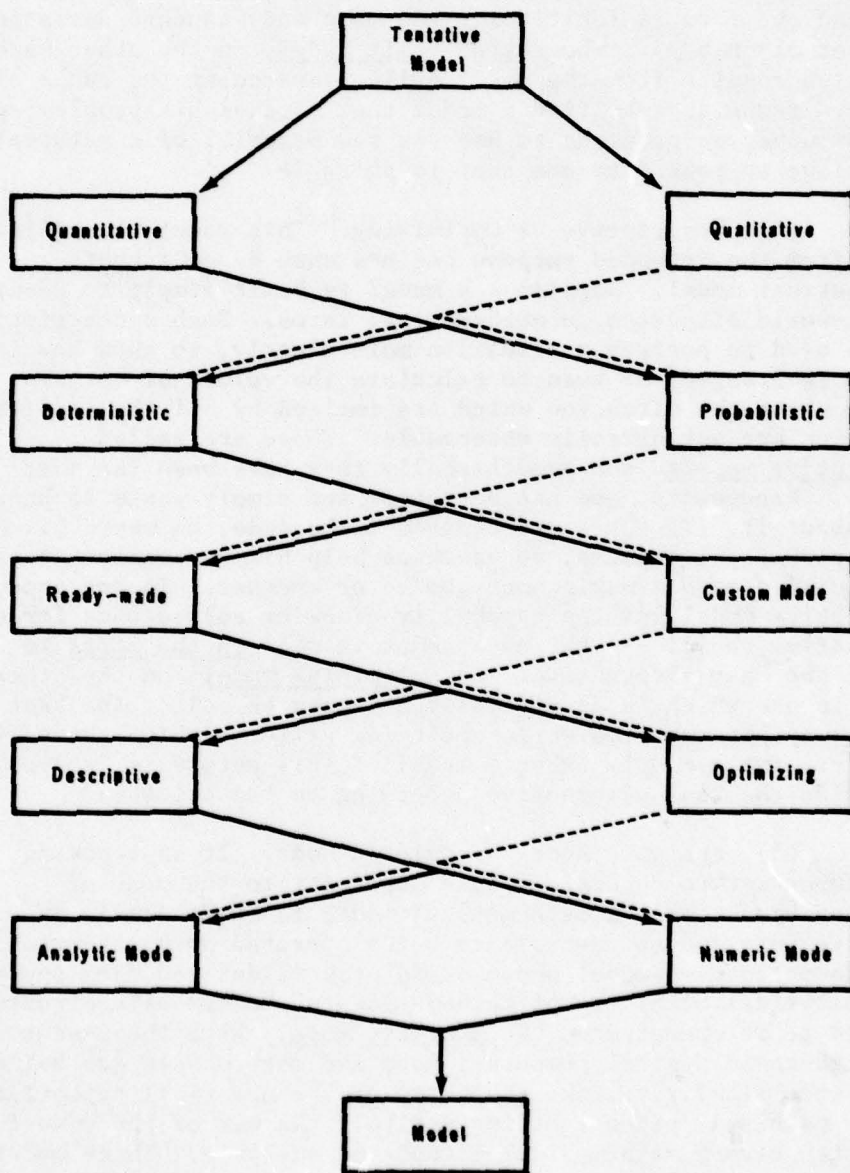 Tentative
Model
Quantitative
Qualitative
Deterministic
Probabilistic
Ready-made
Custom Made
Descriptive
Optimizing
Analytic Mode
Numeric Mode
Model